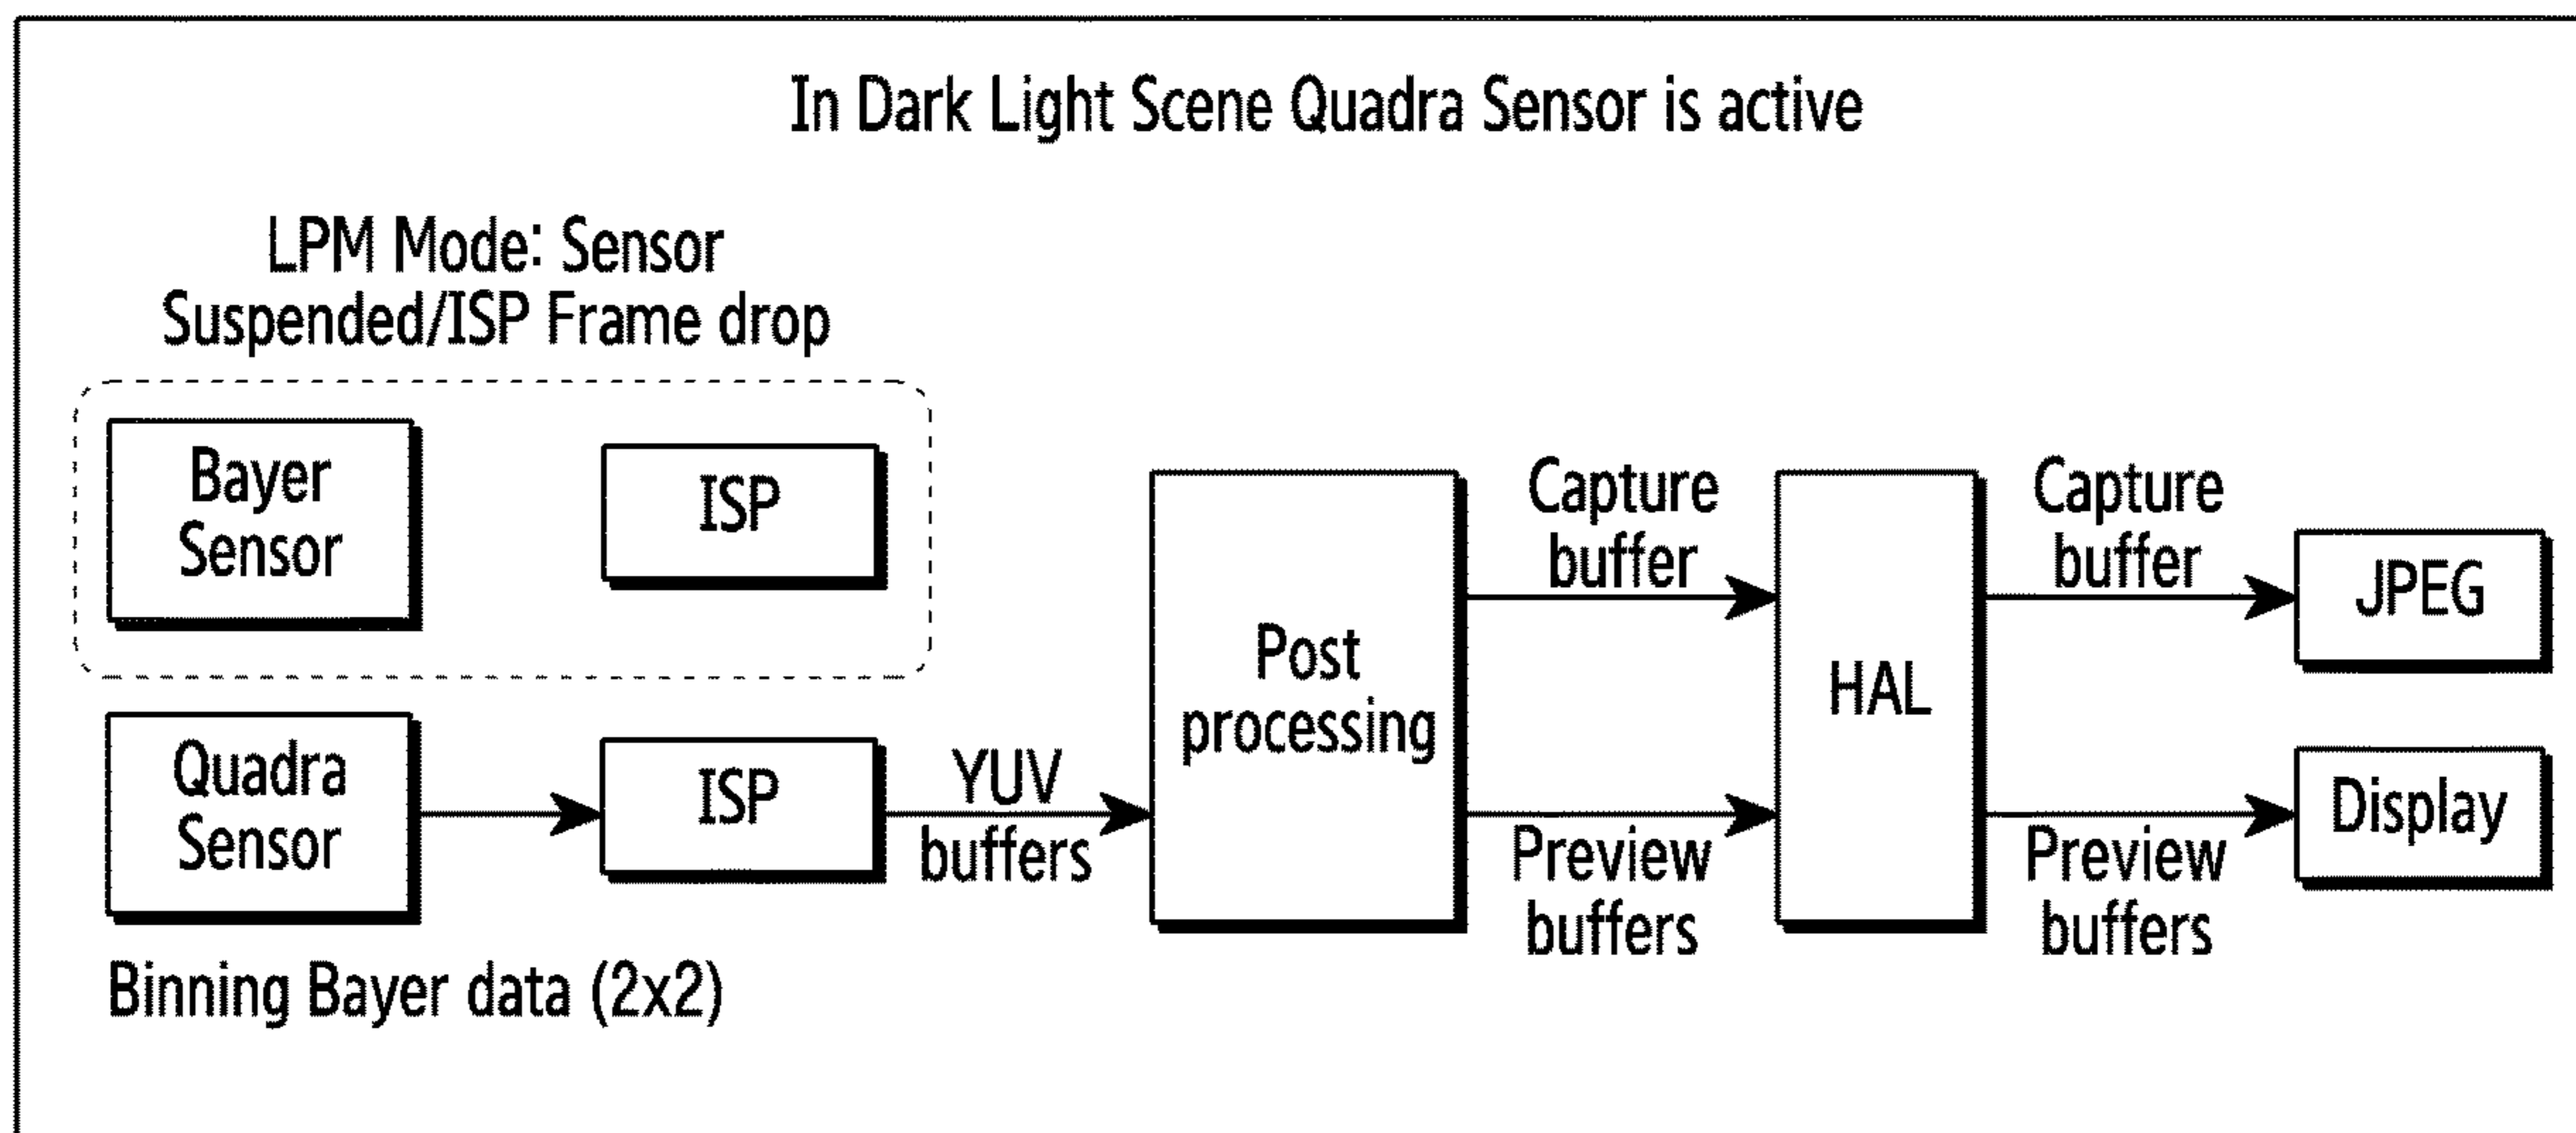 In Dark Light Scene Quadra Sensor is active
LPM Mode: Sensor
Suspended/ISP Frame drop
Bayer
Sensor
ISP
Quadra
Sensor
ISP
Binning Bayer data (2x2)
YUV
buffers
Post
processing
Capture
buffer
Preview
buffers
HAL
Capture
buffer
Preview
buffers
JPEG
Display